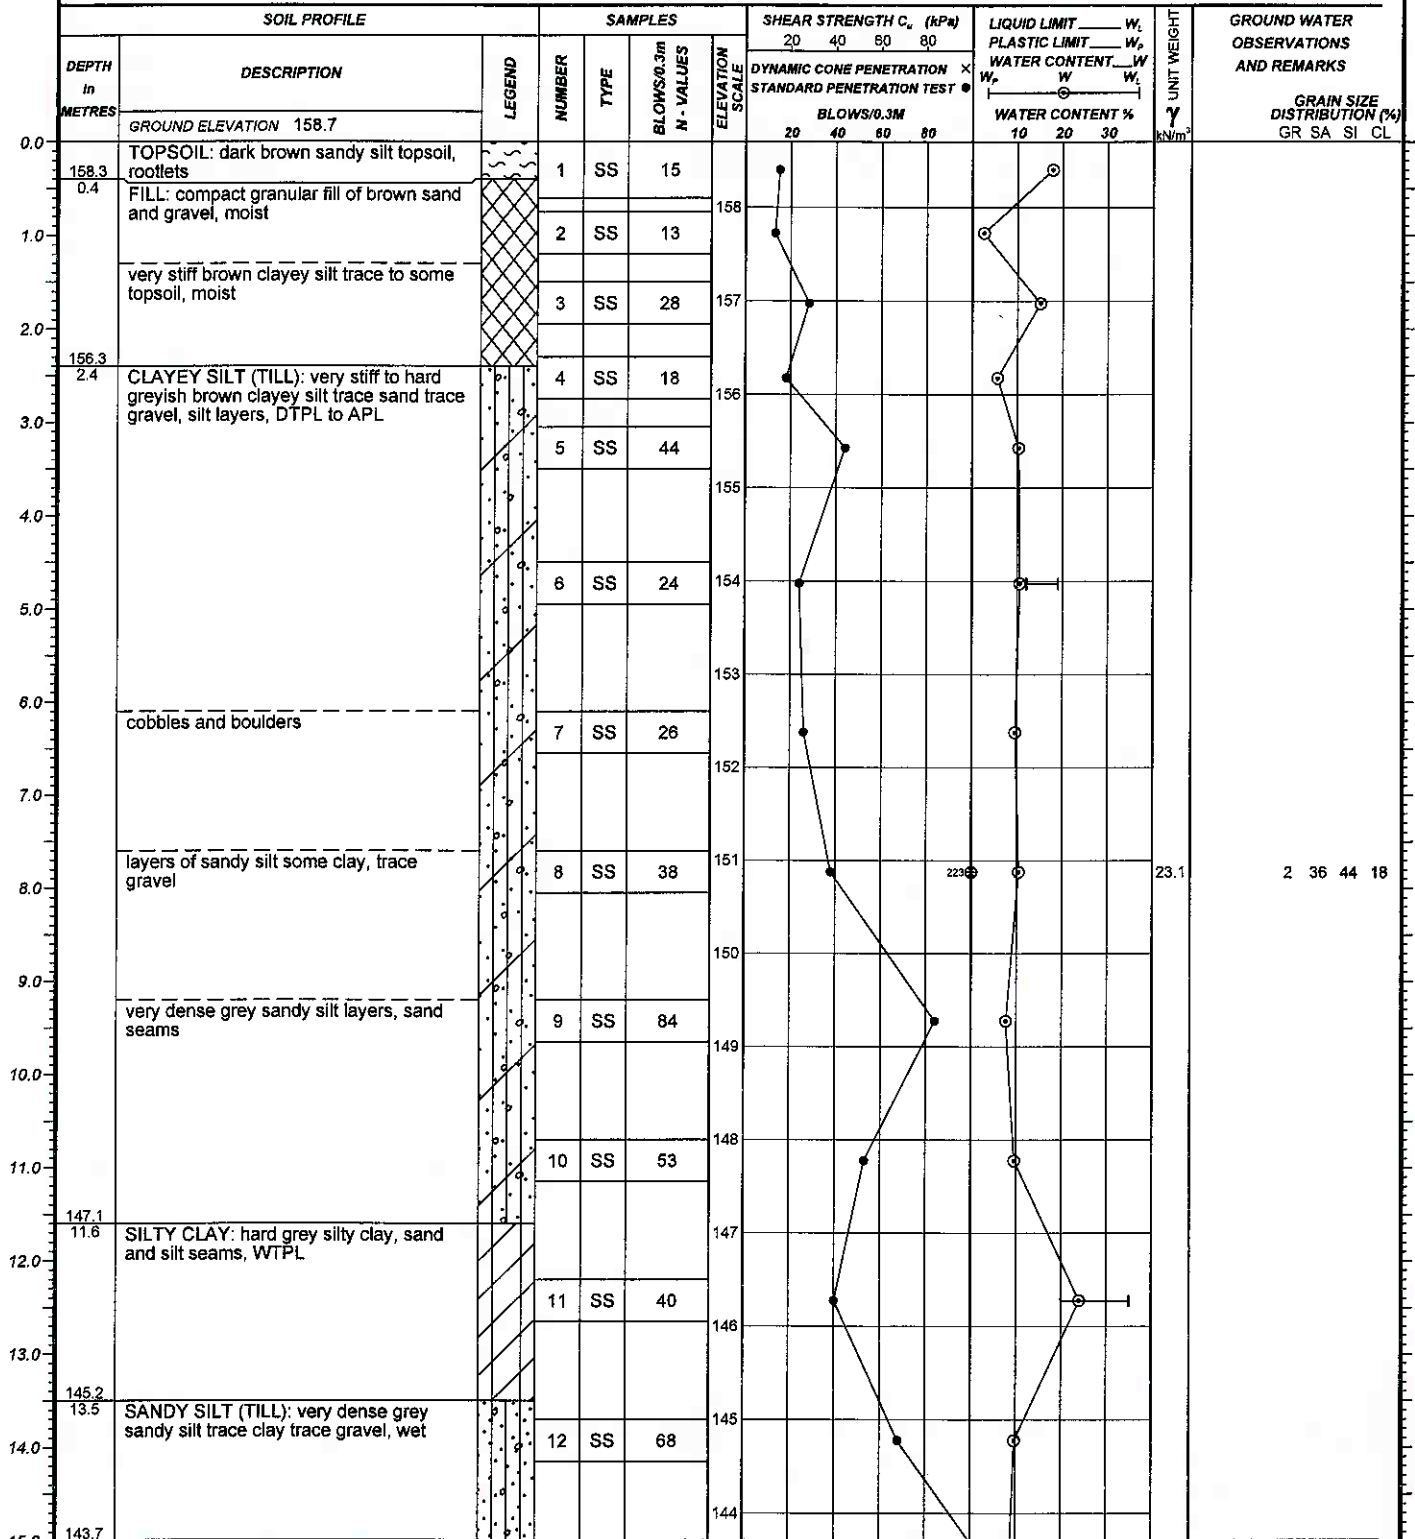 SOIL PROFILE
SAMPLES
DEPTH
in
METRES
DESCRIPTION
GROUND ELEVATION 158.7
LEGEND
NUMBER
TYPE
BLOWS/0.3m
N - VALUES
ELEVATION
SCALE
SHEAR STRENGTH Cu (kPa)
20 40 60 80
DYNAMIC CONE PENETRATION ×
STANDARD PENETRATION TEST ●
BLOWS/0.3M
20 40 60 80
LIQUID LIMIT ____ WL
PLASTIC LIMIT ____ WP
WATER CONTENT __ W
WP W WL
WATER CONTENT %
10 20 30
UNIT WEIGHT
γ
kN/m³
GROUND WATER
OBSERVATIONS
AND REMARKS
GRAIN SIZE
DISTRIBUTION (%)
GR SA SI CL
0.0
TOPSOIL: dark brown sandy silt topsoil,
rootlets
1 SS 15
158.3
0.4
FILL: compact granular fill of brown sand
and gravel, moist
158
1.0
2 SS 13
very stiff brown clayey silt trace to some
topsoil, moist
3 SS 28
157
2.0
156.3
2.4
CLAYEY SILT (TILL): very stiff to hard
greyish brown clayey silt trace sand trace
gravel, silt layers, DTPL to APL
4 SS 18
156
3.0
5 SS 44
155
4.0
154
6 SS 24
5.0
153
6.0
cobbles and boulders
7 SS 26
152
7.0
151
layers of sandy silt some clay, trace
gravel
8 SS 38
223
23.1
2 36 44 18
8.0
150
9.0
very dense grey sandy silt layers, sand
seams
9 SS 84
149
10.0
148
10 SS 53
11.0
147.1
11.6
147
SILTY CLAY: hard grey silty clay, sand
and silt seams, WTPL
12.0
11 SS 40
146
13.0
145.2
13.5
SANDY SILT (TILL): very dense grey
sandy silt trace clay trace gravel, wet
145
12 SS 68
14.0
144
143.7
15.0